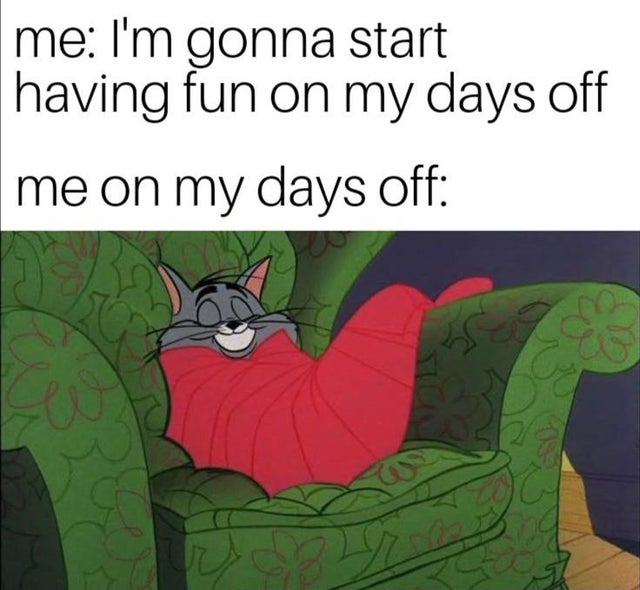 me: I'm gonna start
having fun on my days off
me on my days off: